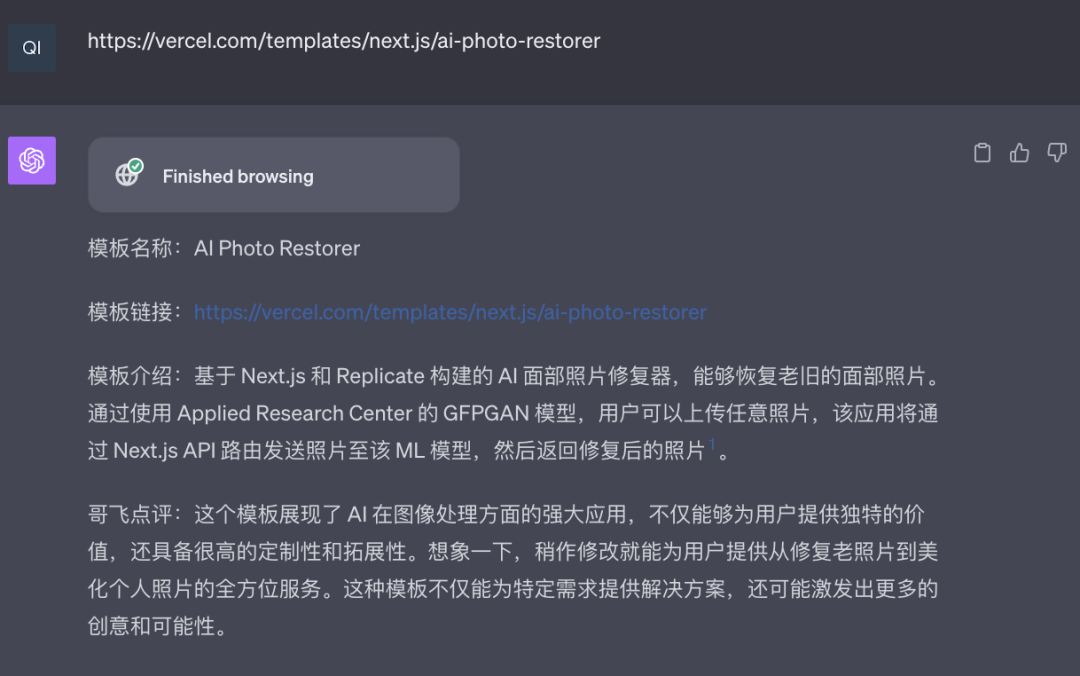 QI
https://vercel.com/templates/next.js/ai-photo-restorer
Finished browsing
模板名称：AI Photo Restorer
模板链接：https://vercel.com/templates/next.js/ai-photo-restorer
模板介绍：基于 Next.js 和 Replicate 构建的 AI 面部照片修复器，能够恢复老旧的面部照片。
通过使用 Applied Research Center 的 GFPGAN 模型，用户可以上传任意照片，该应用将通
过 Next.js API 路由发送照片至该 ML 模型，然后返回修复后的照片1。
哥飞点评：这个模板展现了 AI 在图像处理方面的强大应用，不仅能够为用户提供独特的价
值，还具备很高的定制性和拓展性。想象一下，稍作修改就能为用户提供从修复老照片到美
化个人照片的全方位服务。这种模板不仅能为特定需求提供解决方案，还可能激发出更多的
创意和可能性。